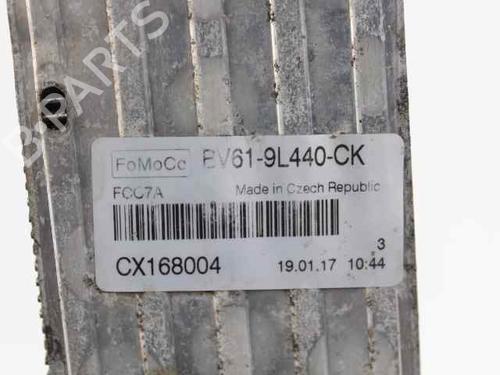 B-PARTS
FoMoCo BV61-9L440-CK
FCC7A Made in Czech Republic
3
CX168004 19.01.17 10:44